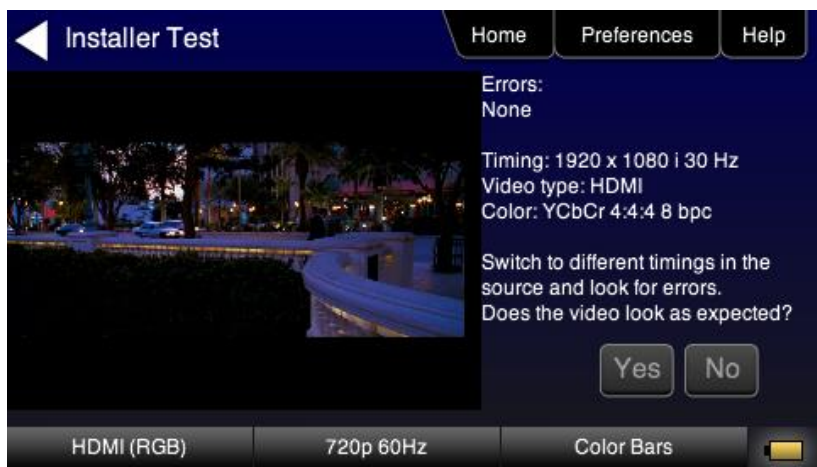 Installer Test
Home
Preferences
Help
Errors:
None
Timing: 1920 x 1080 i 30 Hz
Video type: HDMI
Color: YCbCr 4:4:4 8 bpc
Switch to different timings in the
source and look for errors.
Does the video look as expected?
Yes
No
HDMI (RGB)
720p 60Hz
Color Bars